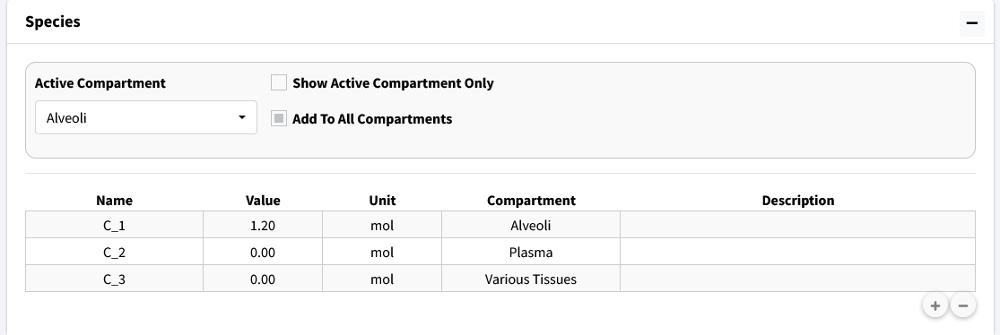 Species
Active Compartment
Show Active Compartment Only
Alveoli
Add To All Compartments
Name Value Unit Compartment Description
C_1 1.20 mol Alveoli
C_2 0.00 mol Plasma
C_3 0.00 mol Various Tissues